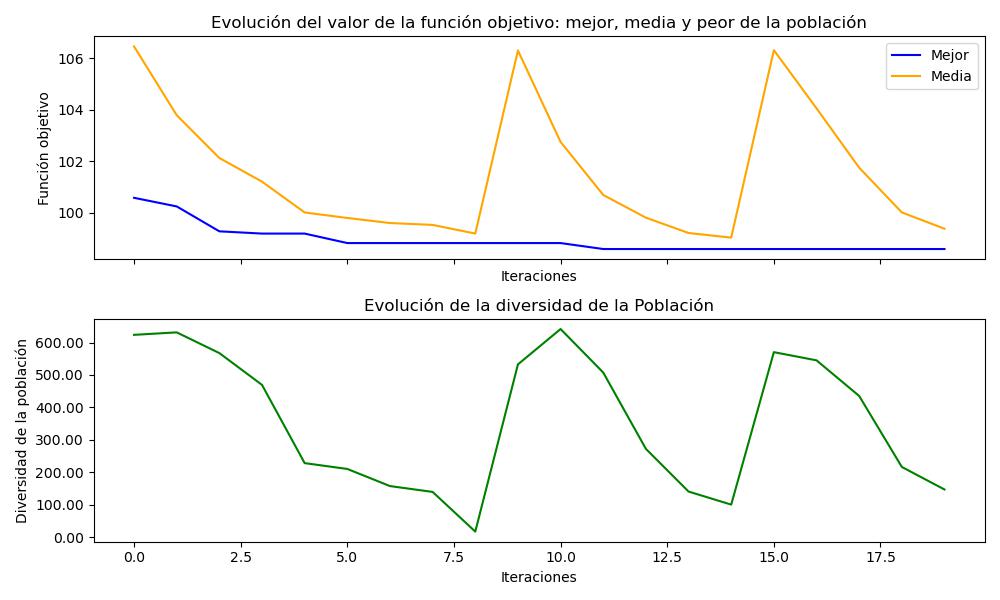 Evolución del valor de la función objetivo: mejor, media y peor de la población
Mejor
Media
106
104
102
100
Función objetivo
Iteraciones
Evolución de la diversidad de la Población
600.00
500.00
400.00
300.00
200.00
100.00
0.00
Diversidad de la población
0.0 2.5 5.0 7.5 10.0 12.5 15.0 17.5
Iteraciones